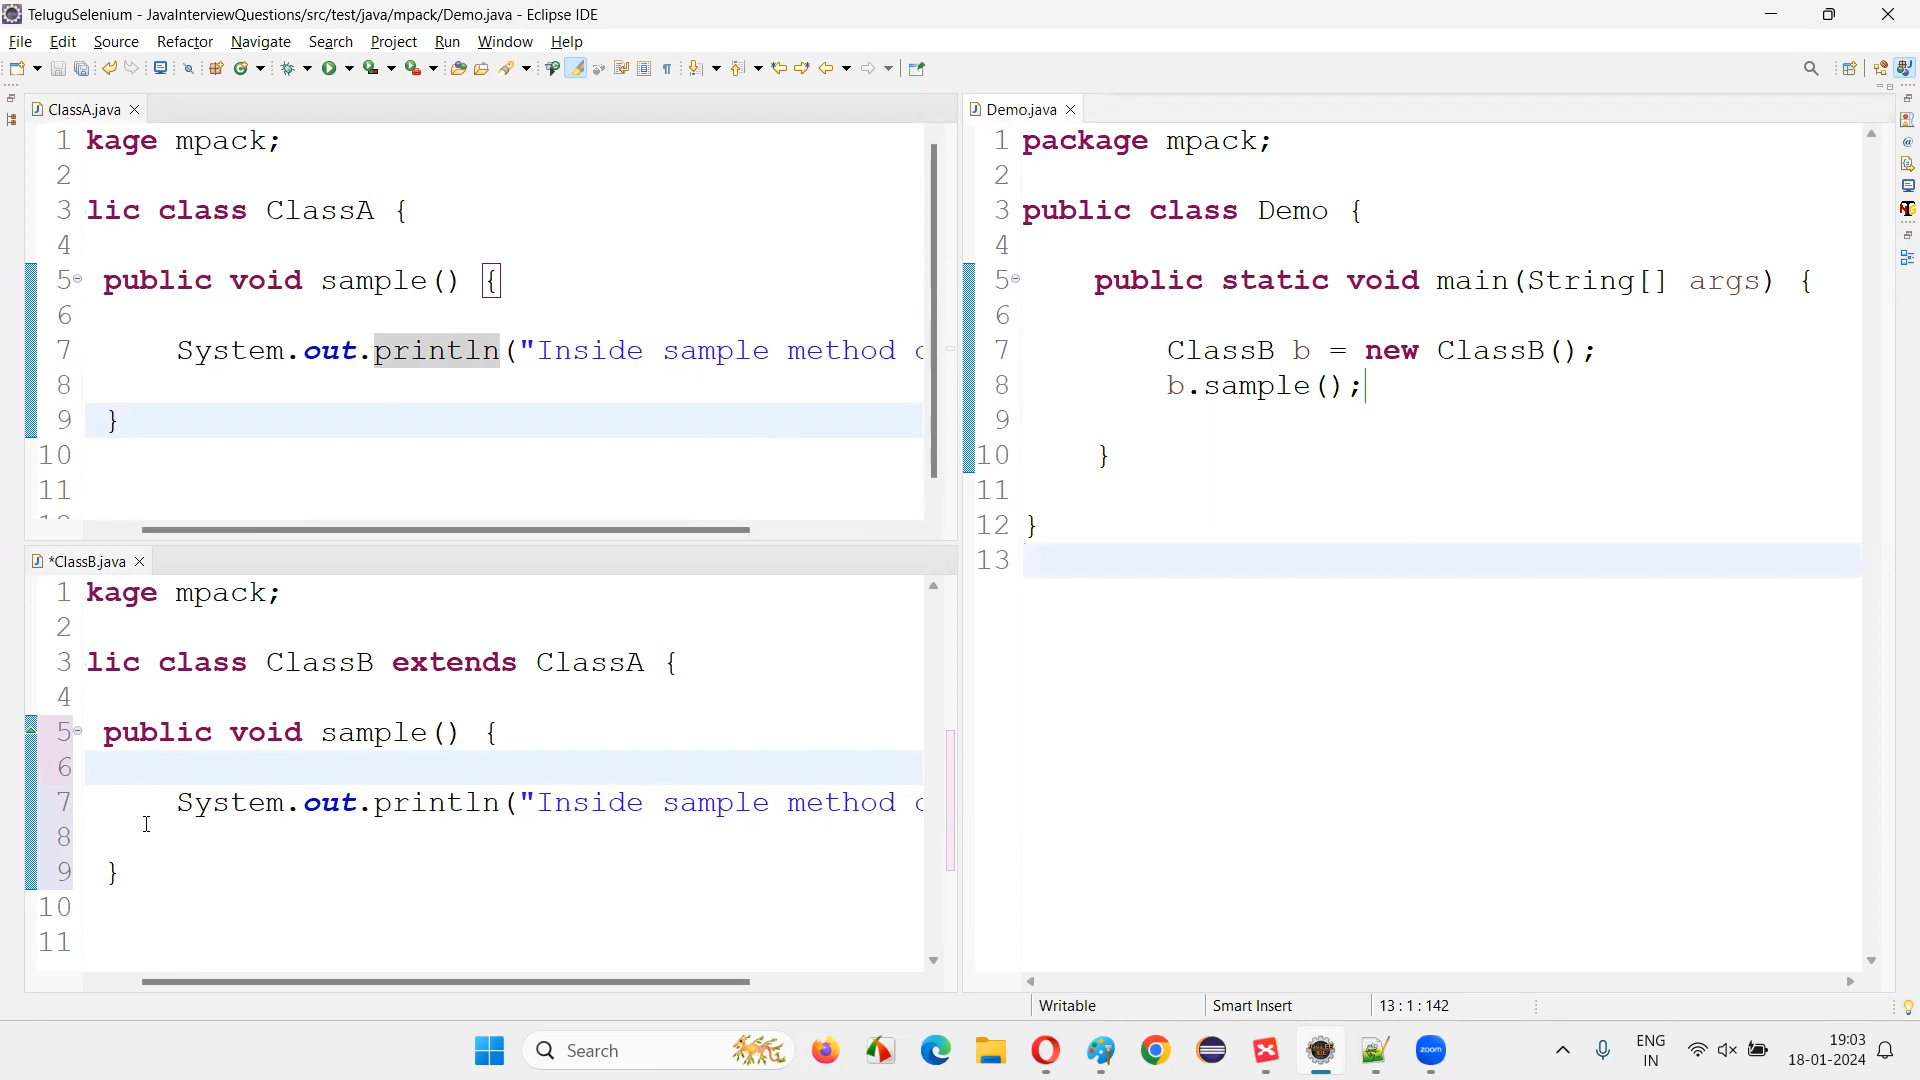 TeluguSelenium - JavaInterviewQuestions/src/test/java/mpack/Demo.java - Eclipse IDE
File Edit Source Refactor Navigate Search Project Run Window Help
ClassA.java
1 kage mpack;
2
3 lic class ClassA {
4
5 public void sample() {
6
7 System.out.println("Inside sample method
8
9 }
10
11
*ClassB.java
1 kage mpack;
2
3 lic class ClassB extends ClassA {
4
5 public void sample() {
6
7 System.out.println("Inside sample method
8
9 }
10
11
Demo.java
1 package mpack;
2
3 public class Demo {
4
5 public static void main(String[] args) {
6
7 ClassB b = new ClassB();
8 b.sample();
9
10 }
11
12 }
13
Writable Smart Insert 13 : 1 : 142
Search
zoom
ENG
IN
19:03
18-01-2024